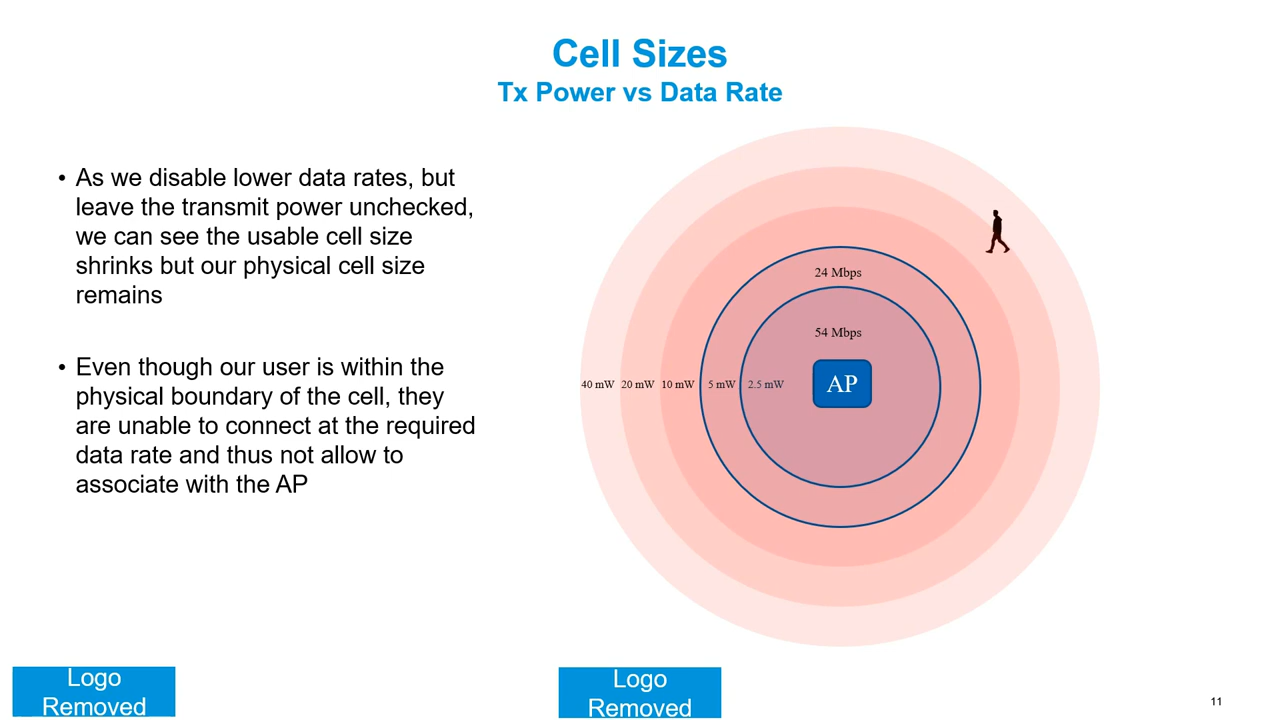 Cell Sizes
Tx Power vs Data Rate
• As we disable lower data rates, but
leave the transmit power unchecked,
we can see the usable cell size
shrinks but our physical cell size
remains
• Even though our user is within the
physical boundary of the cell, they
are unable to connect at the required
data rate and thus not allow to
associate with the AP
24 Mbps
54 Mbps
40 mW 20 mW 10 mW 5 mW 2.5 mW AP
Logo
Removed
Logo
Removed
11